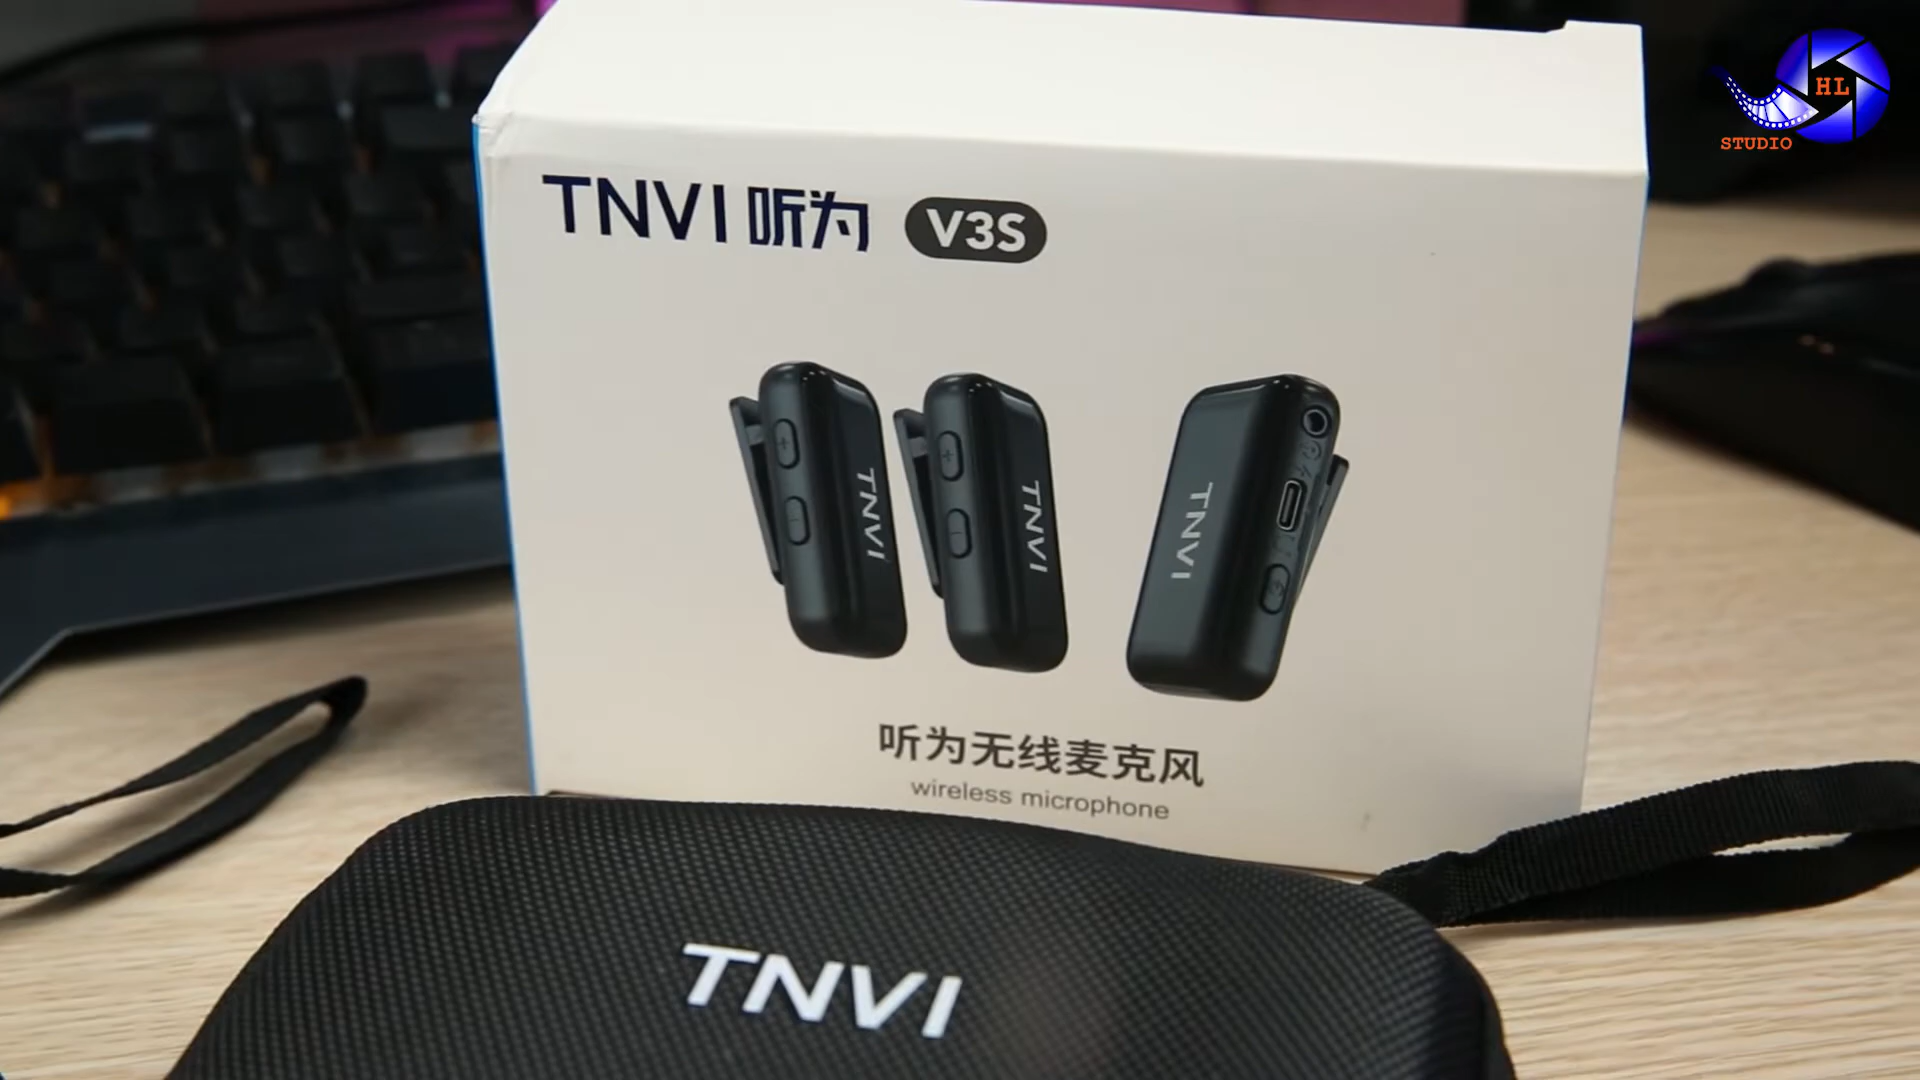 HL
STUDIO
TNVI 听为 V3S
TNVI
TNVI
TNVI
听为无线麦克风
wireless microphone
TNVI